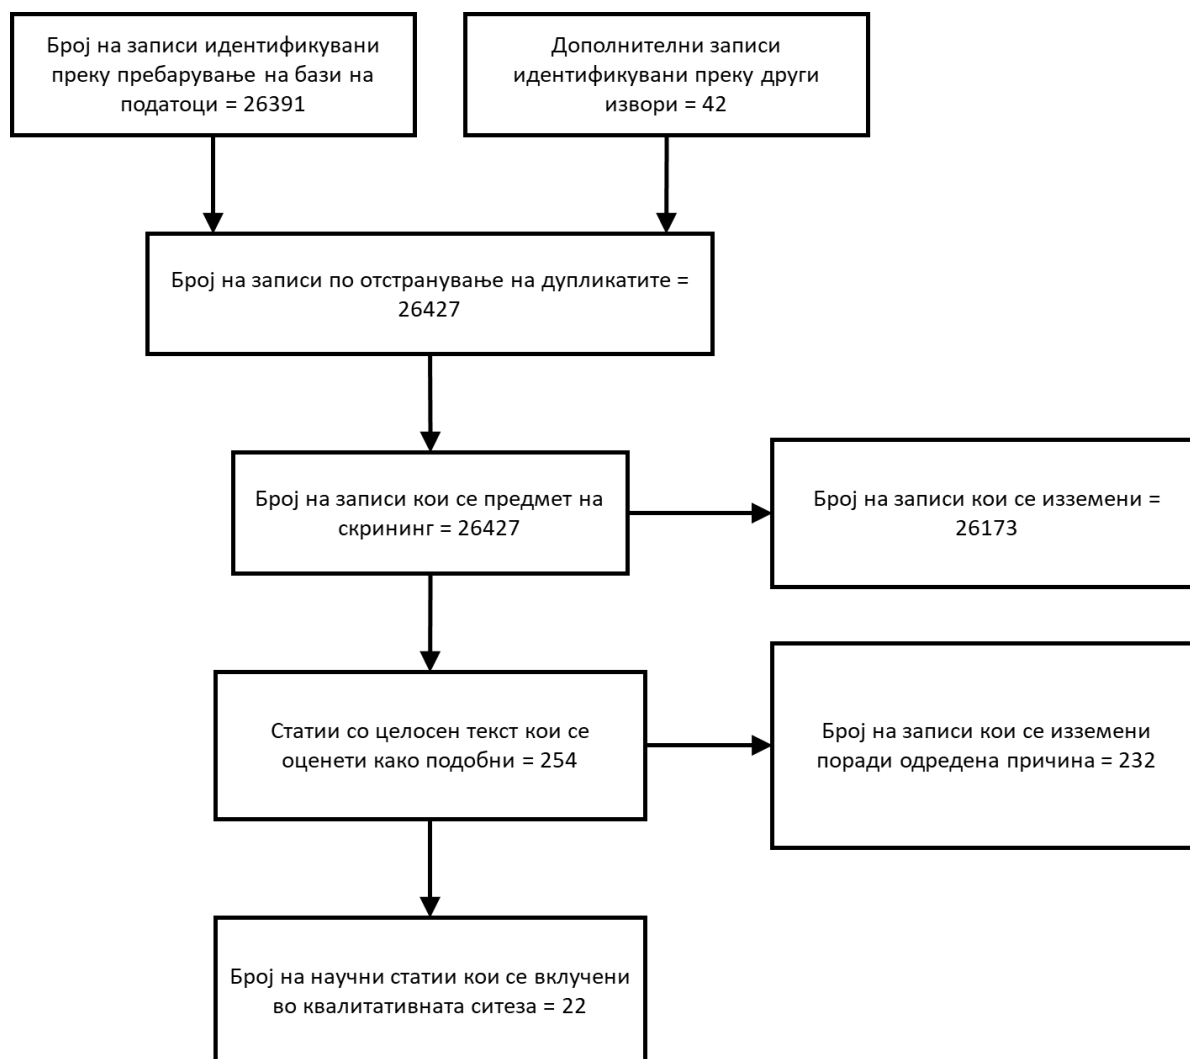 Број на записи идентификувани
преку пребарување на бази на
податоци = 26391
Дополнителни записи
идентификувани преку други
извори = 42
Број на записи по отстранување на дупликатите =
26427
Број на записи кои се предмет на
скрининг = 26427
Број на записи кои се изземени =
26173
Статии со целосен текст кои се
оценети како подобни = 254
Број на записи кои се изземени
поради одредена причина = 232
Број на научни статии кои се вклучени
во квалитативната ситеза = 22